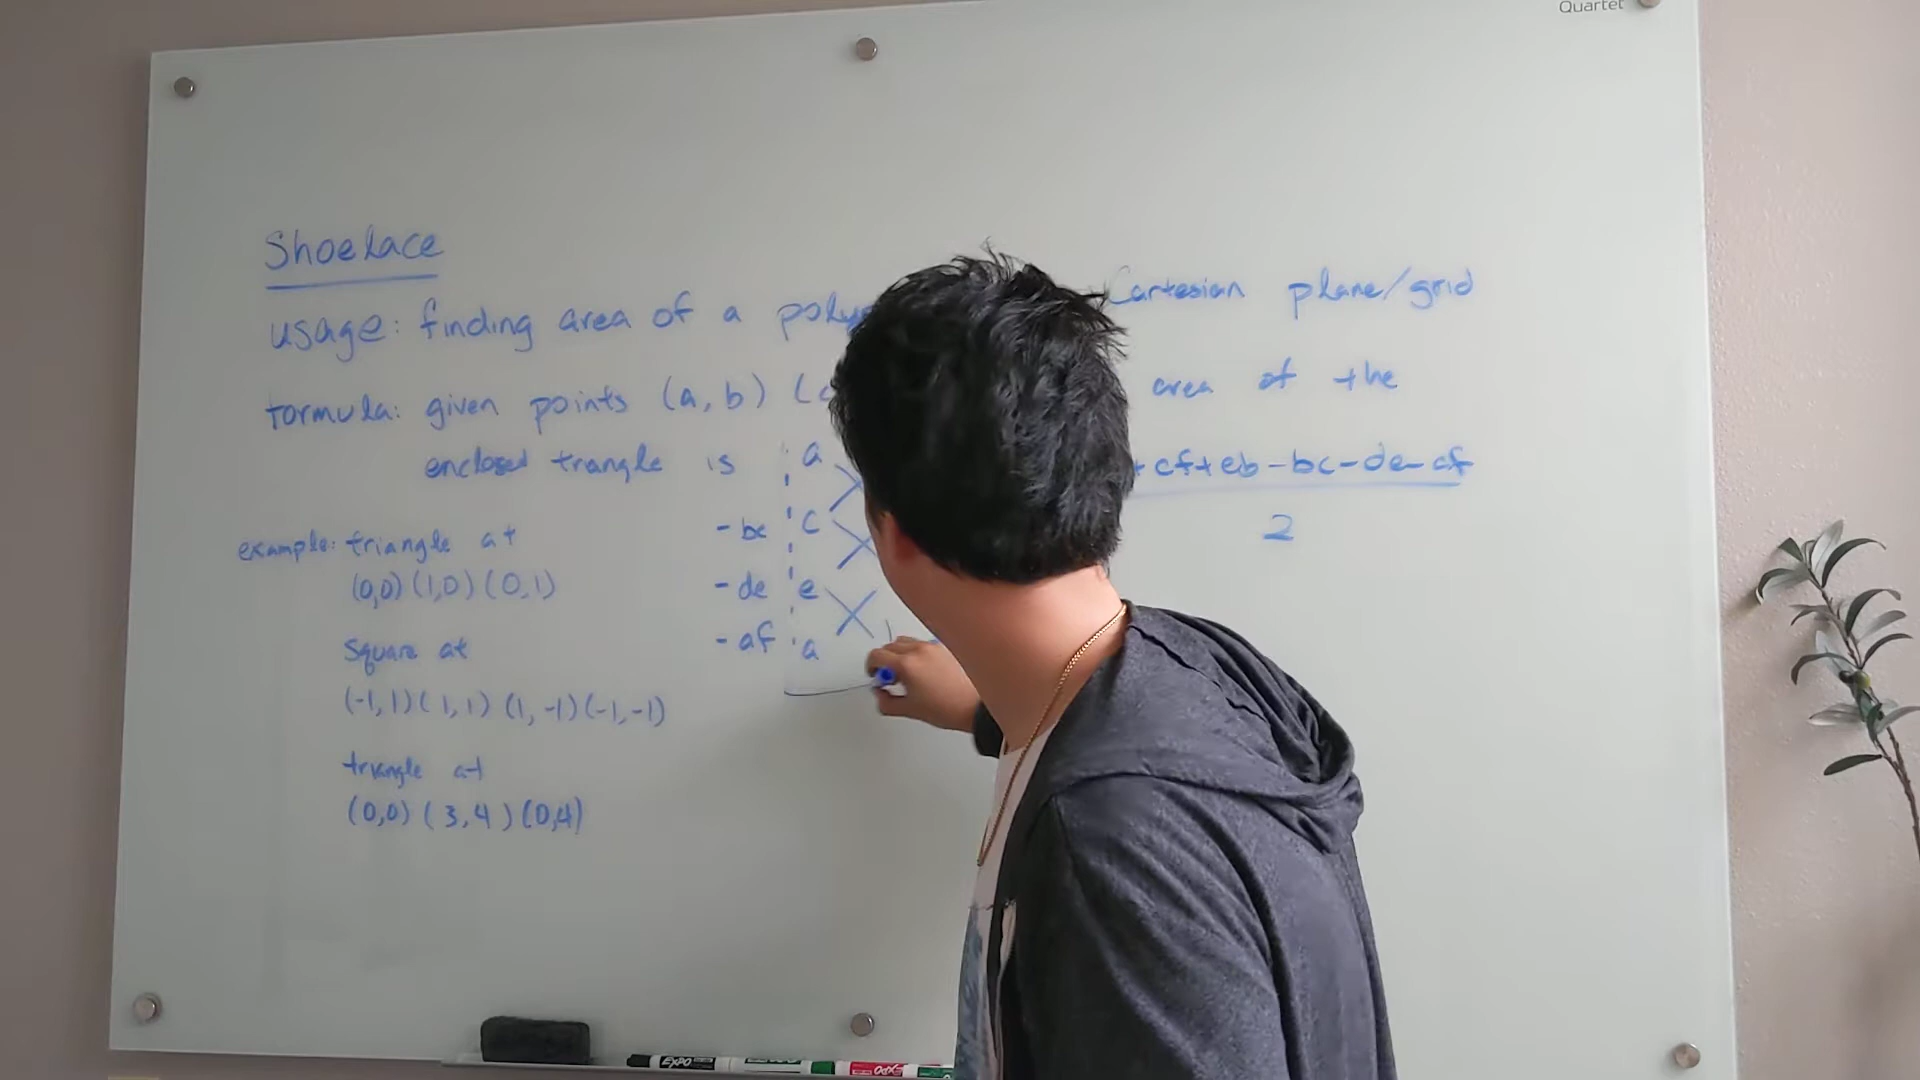 Quartet
Shoelace
usage: finding area of a Cartesian plane/grid
formula: given points (a, b) area of the
enclosed triangle is a + cf+eb-bc-de-af
2
- bc c
- de e
- af a
example: triangle at
(0,0) (1,0) (0,1)
square at
(-1, 1) (1, 1) (1, -1) (-1, -1)
triangle at
(0,0) (3,4) (0,4)
EXPO
EXPO